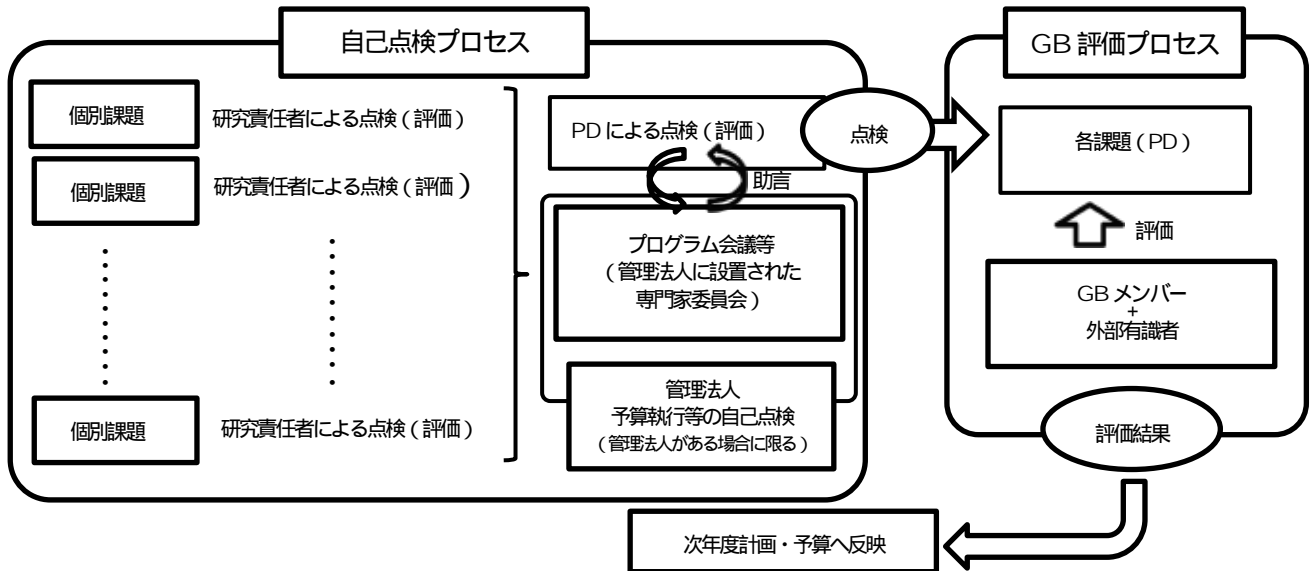 自己点検プロセス
個別課題
研究責任者による点検（評価）
個別課題
研究責任者による点検（評価）
個別課題
研究責任者による点検（評価）
PDによる点検（評価）
助言
プログラム会議等
（管理法人に設置された
専門家委員会）
管理法人
予算執行等の自己点検
（管理法人がある場合に限る）
点検
GB評価プロセス
各課題（PD）
評価
GBメンバー
+
外部有識者
評価結果
次年度計画・予算へ反映